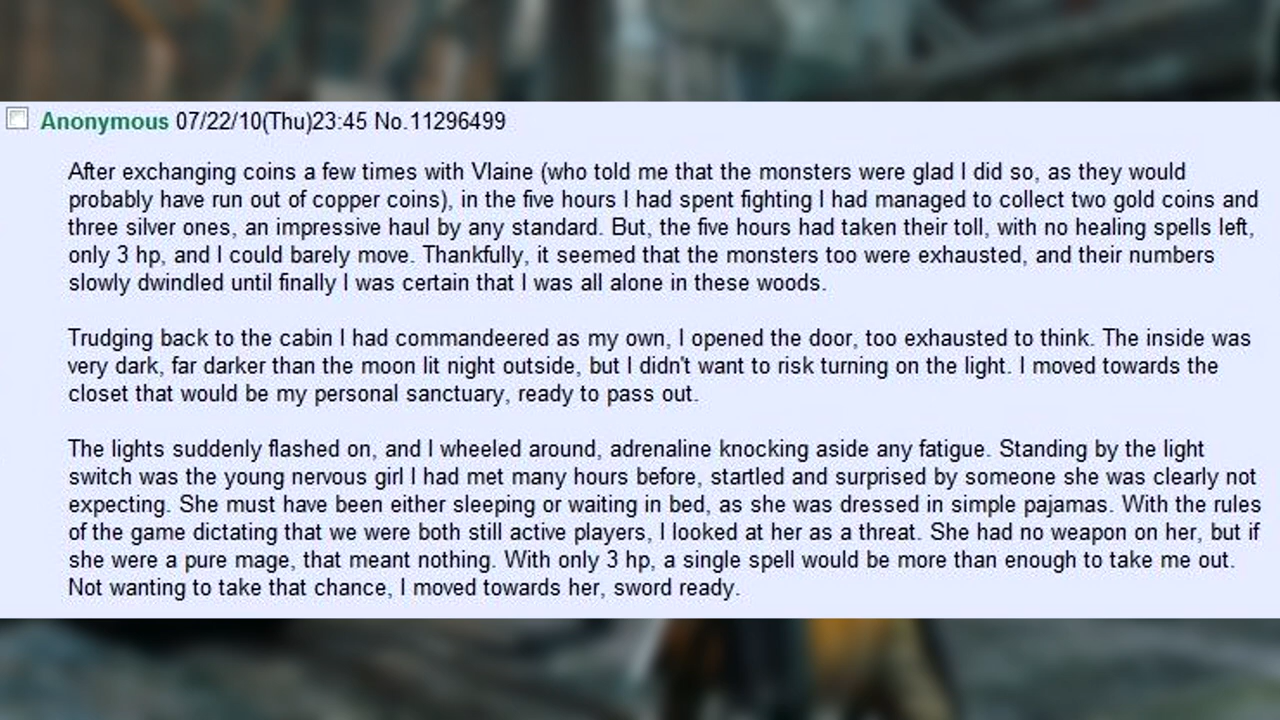 Anonymous 07/22/10(Thu)23:45 No.11296499
After exchanging coins a few times with Vlaine (who told me that the monsters were glad I did so, as they would
probably have run out of copper coins), in the five hours I had spent fighting I had managed to collect two gold coins and
three silver ones, an impressive haul by any standard. But, the five hours had taken their toll, with no healing spells left,
only 3 hp, and I could barely move. Thankfully, it seemed that the monsters too were exhausted, and their numbers
slowly dwindled until finally I was certain that I was all alone in these woods.
Trudging back to the cabin I had commandeered as my own, I opened the door, too exhausted to think. The inside was
very dark, far darker than the moon lit night outside, but I didn't want to risk turning on the light. I moved towards the
closet that would be my personal sanctuary, ready to pass out.
The lights suddenly flashed on, and I wheeled around, adrenaline knocking aside any fatigue. Standing by the light
switch was the young nervous girl I had met many hours before, startled and surprised by someone she was clearly not
expecting. She must have been either sleeping or waiting in bed, as she was dressed in simple pajamas. With the rules
of the game dictating that we were both still active players, I looked at her as a threat. She had no weapon on her, but if
she were a pure mage, that meant nothing. With only 3 hp, a single spell would be more than enough to take me out.
Not wanting to take that chance, I moved towards her, sword ready.